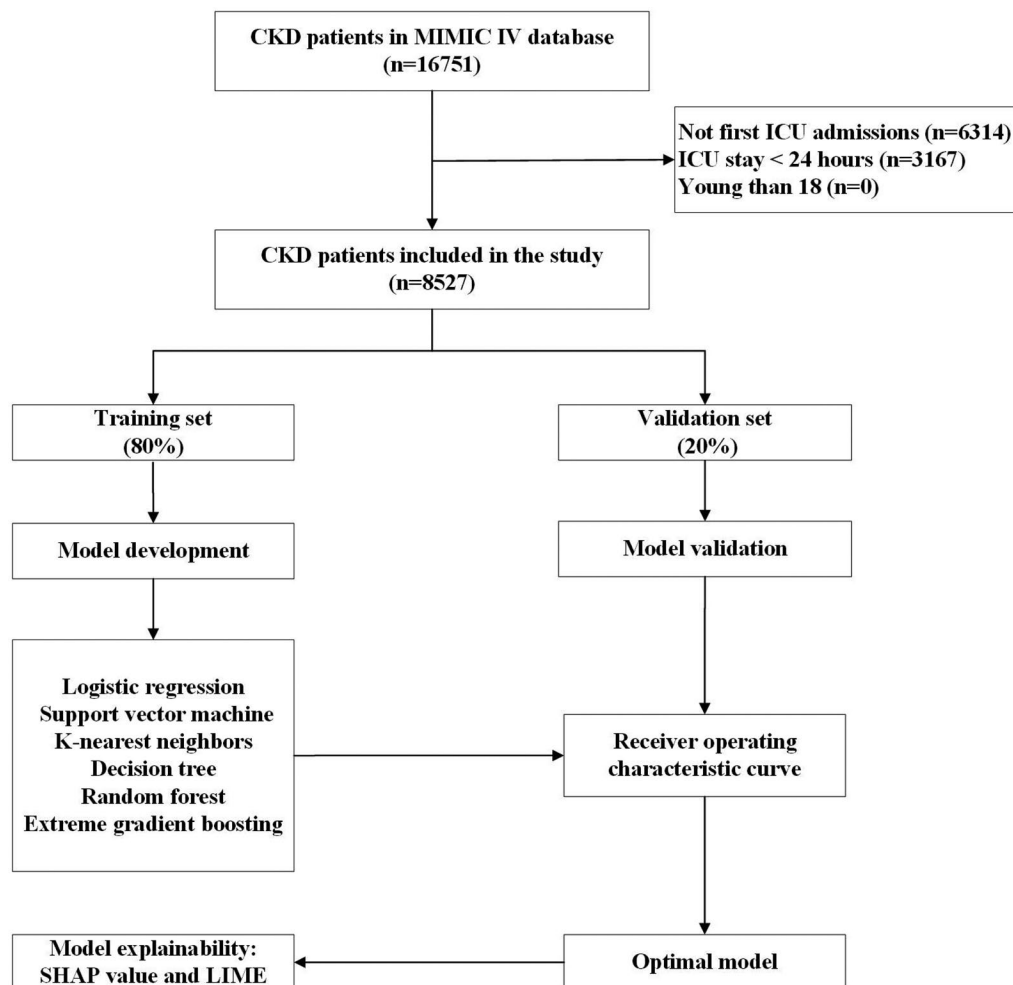 CKD patients in MIMIC IV database
(n=16751)
Not first ICU admissions (n=6314)
ICU stay < 24 hours (n=3167)
Young than 18 (n=0)
CKD patients included in the study
(n=8527)
Training set
(80%)
Validation set
(20%)
Model development
Model validation
Logistic regression
Support vector machine
K-nearest neighbors
Decision tree
Random forest
Extreme gradient boosting
Receiver operating
characteristic curve
Model explainability:
SHAP value and LIME
Optimal model